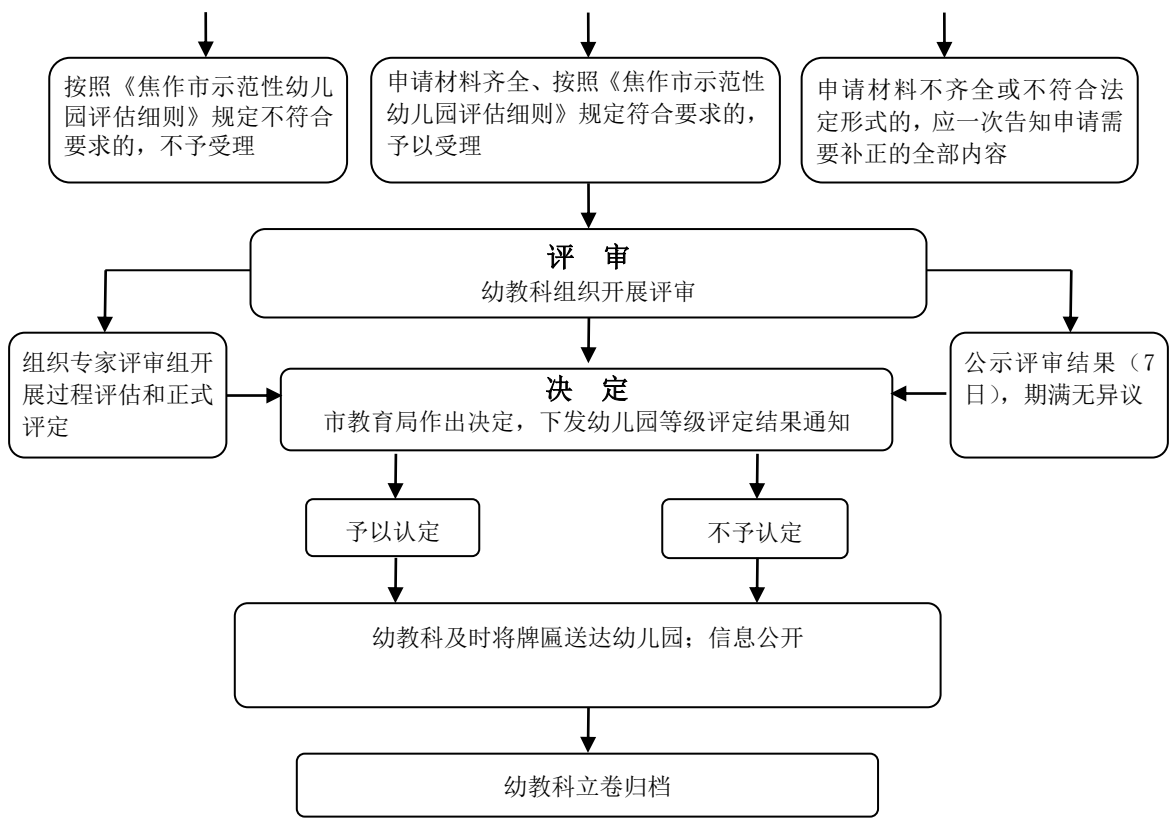 按照《焦作市示范性幼儿
园评估细则》规定不符合
要求的，不予受理
申请材料齐全、按照《焦作市示范性
幼儿园评估细则》规定符合要求的，
予以受理
申请材料不齐全或不符合法
定形式的，应一次告知申请需
要补正的全部内容
评 审
幼教科组织开展评审
组织专家评审组开
展过程评估和正式
评定
决 定
市教育局作出决定，下发幼儿园等级评定结果通知
公示评审结果（7
日），期满无异议
予以认定
不予认定
幼教科及时将牌匾送达幼儿园；信息公开
幼教科立卷归档